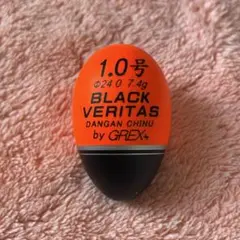 1.0号
Φ24.0 7.4g
BLACK
VERITAS
DANGAN CHINU
by GREX+